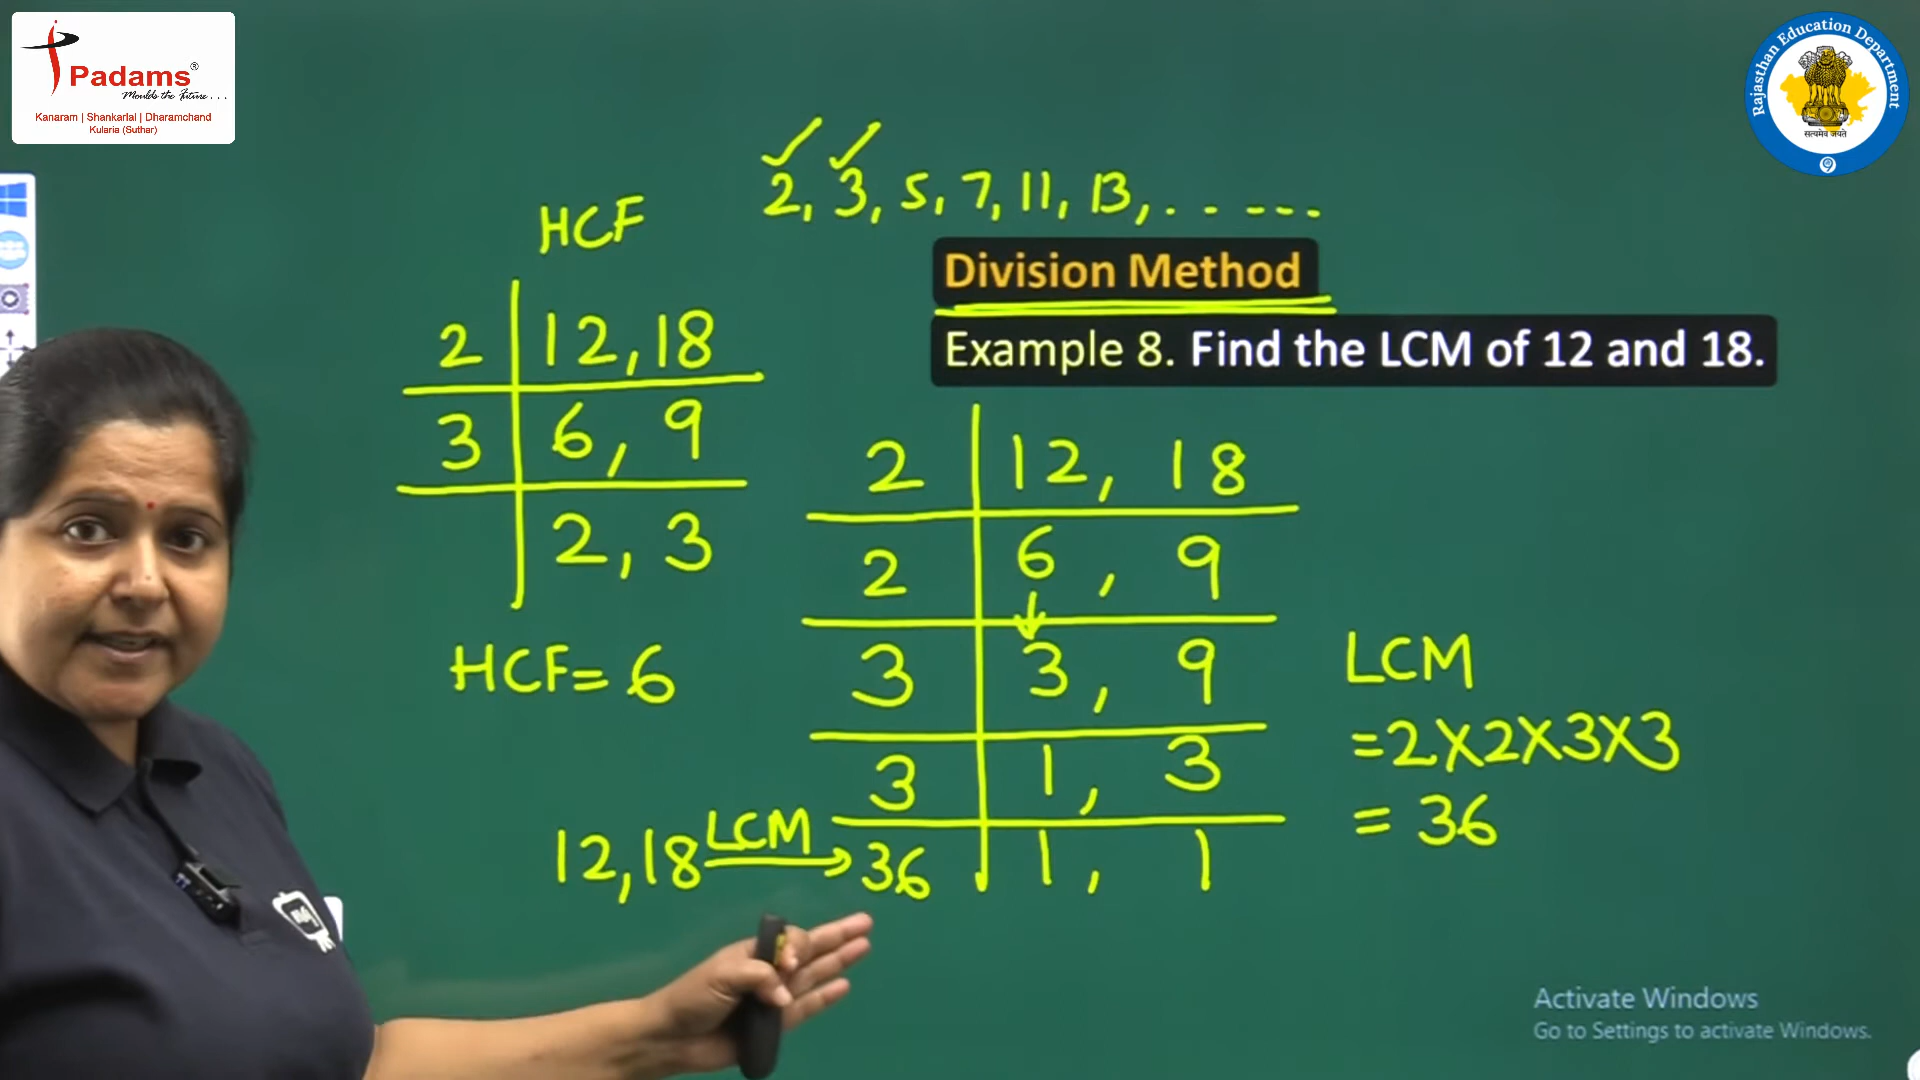 Padams®
Moulds the Future...
Kanaram | Shankarlal | Dharamchand
Kularia (Suthar)
Rajasthan Education Department
सत्यमेव जयते
2, 3, 5, 7, 11, 13, . - - - -
HCF
Division Method
Example 8. Find the LCM of 12 and 18.
2 | 12, 18
3 | 6, 9
2, 3
HCF = 6
2 | 12, 18
2 | 6, 9
3 | 3, 9
3 | 1, 3
1, 1
12, 18 LCM → 36
LCM
= 2X2X3X3
= 36
Activate Windows
Go to Settings to activate Windows.